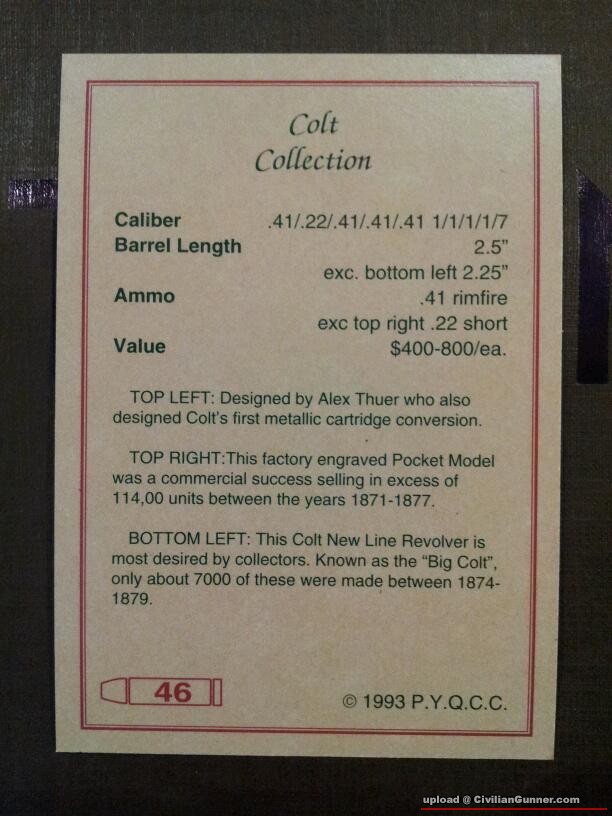 Colt
Collection
Caliber .41/.22/.41/.41/.41 1/1/1/1/7
Barrel Length 2.5"
exc. bottom left 2.25"
Ammo .41 rimfire
exc top right .22 short
Value $400-800/ea.
TOP LEFT: Designed by Alex Thuer who also
designed Colt's first metallic cartridge conversion.
TOP RIGHT:This factory engraved Pocket Model
was a commercial success selling in excess of
114,00 units between the years 1871-1877.
BOTTOM LEFT: This Colt New Line Revolver is
most desired by collectors. Known as the “Big Colt”,
only about 7000 of these were made between 1874-
1879.
46 © 1993 P.Y.Q.C.C.
upload @ CivilianGunner.com